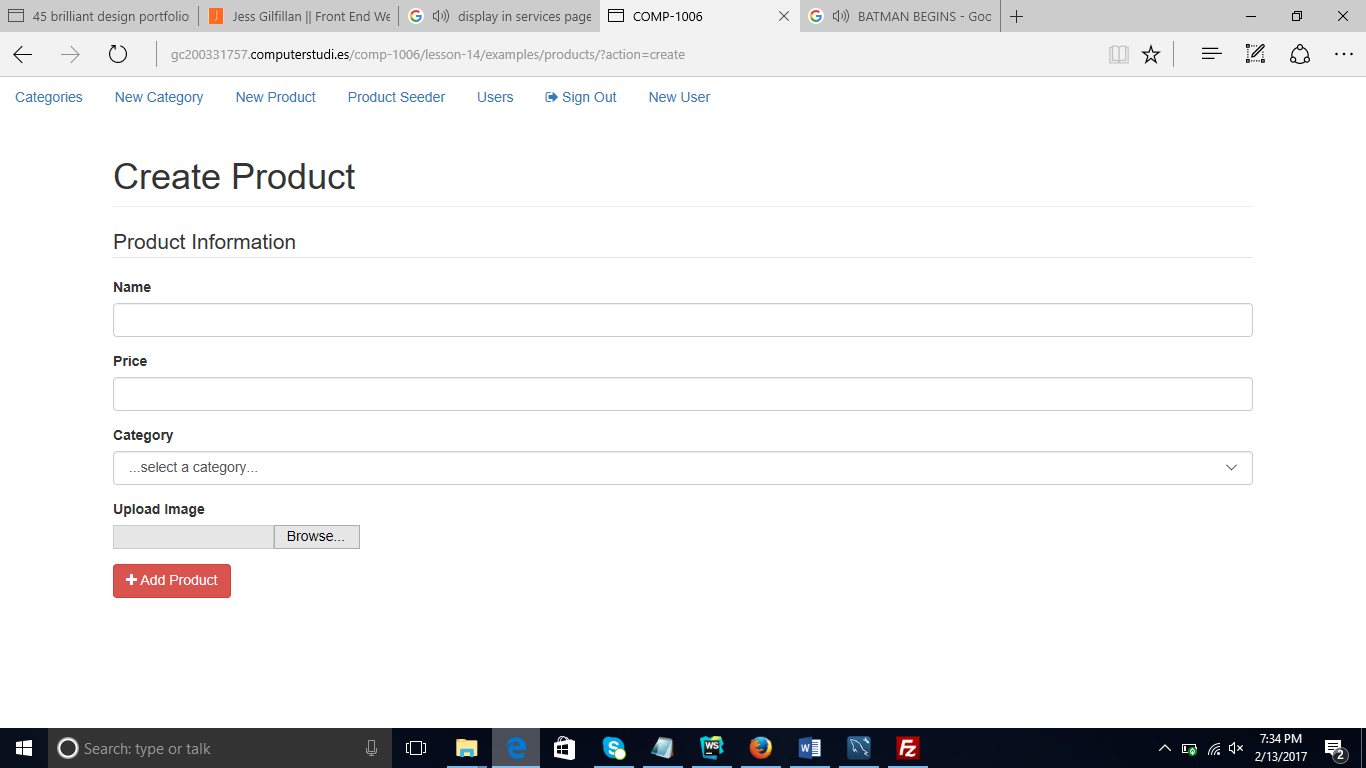 45 brilliant design portfolio
Jess Gilfillan || Front End We
display in services page
COMP-1006
BATMAN BEGINS - Goo
gc200331757.computerstudi.es/comp-1006/lesson-14/examples/products/?action=create
Categories New Category New Product Product Seeder Users Sign Out New User
Create Product
Product Information
Name
Price
Category
...select a category...
Upload Image
Browse...
Add Product
Search: type or talk
WS
W
Fz
7:34 PM
2/13/2017
2